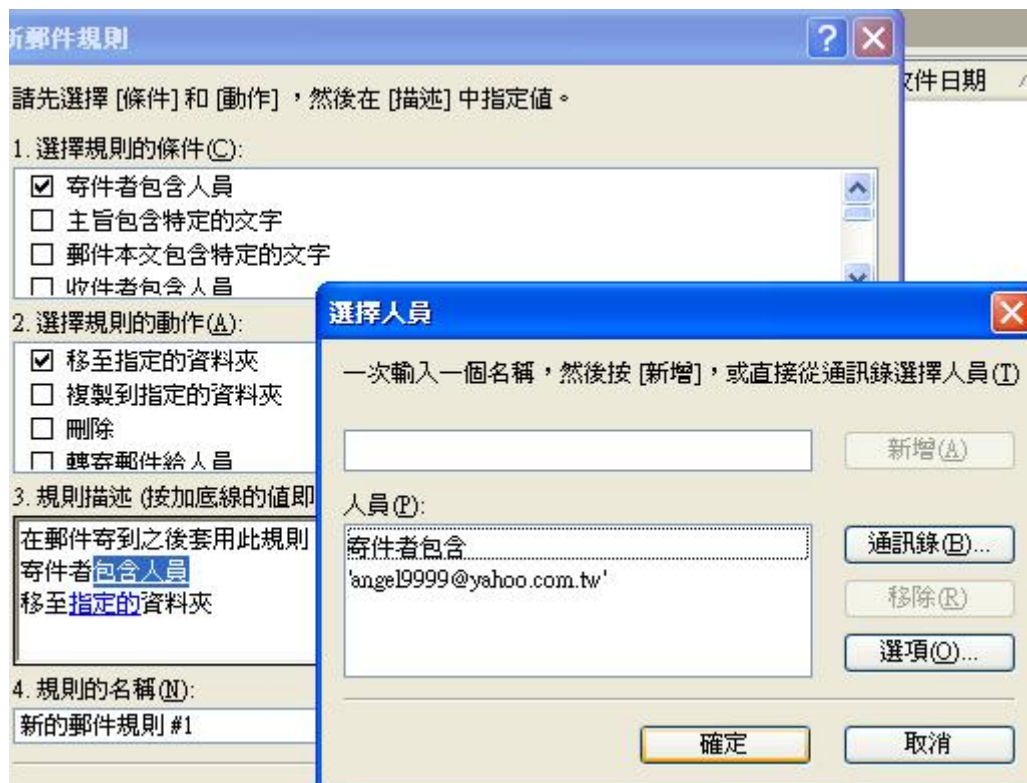 新郵件規則
收件日期
請先選擇 [條件] 和 [動作] ，然後在 [描述] 中指定值。
1. 選擇規則的條件(C):
寄件者包含人員
主旨包含特定的文字
郵件本文包含特定的文字
收件者包含人員
2. 選擇規則的動作(A):
移至指定的資料夾
複製到指定的資料夾
刪除
轉寄郵件給人員
3. 規則描述 (按加底線的值即
在郵件寄到之後套用此規則
寄件者包含人員
移至指定的資料夾
4. 規則的名稱(N):
新的郵件規則 #1
選擇人員
一次輸入一個名稱，然後按 [新增]，或直接從通訊錄選擇人員(T)
新增(A)
人員(P):
寄件者包含
'angel9999@yahoo.com.tw'
通訊錄(B)...
移除(R)
選項(O)...
確定
取消